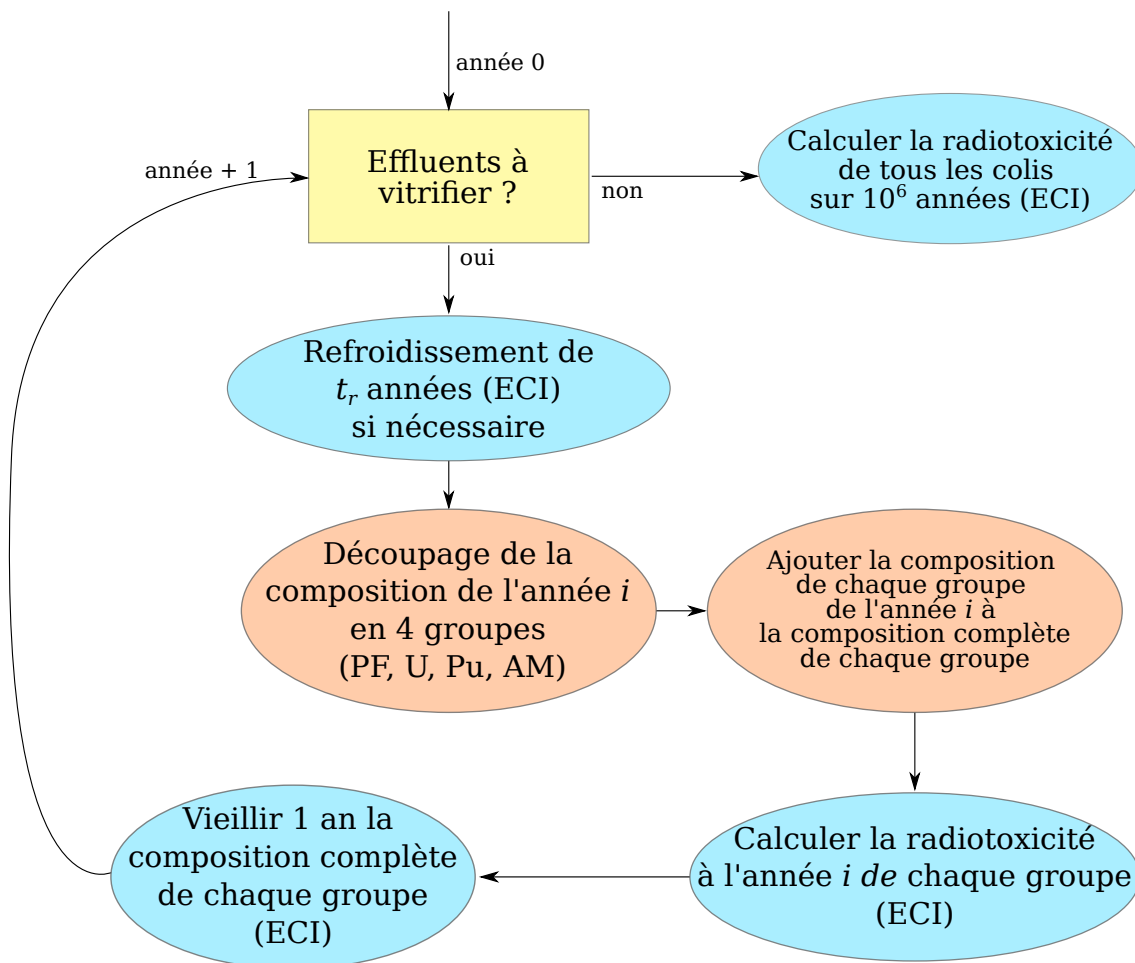 année 0
Effluents à
vitrifier ?
année + 1
non
Calculer la radiotoxicité
de tous les colis
sur 10⁶ années (ECI)
oui
Refroidissement de
tᵣ années (ECI)
si nécessaire
Découpage de la
composition de l'année i
en 4 groupes
(PF, U, Pu, AM)
Ajouter la composition
de chaque groupe
de l'année i à
la composition complète
de chaque groupe
Calculer la radiotoxicité
à l'année i de chaque groupe
(ECI)
Vieillir 1 an la
composition complète
de chaque groupe
(ECI)